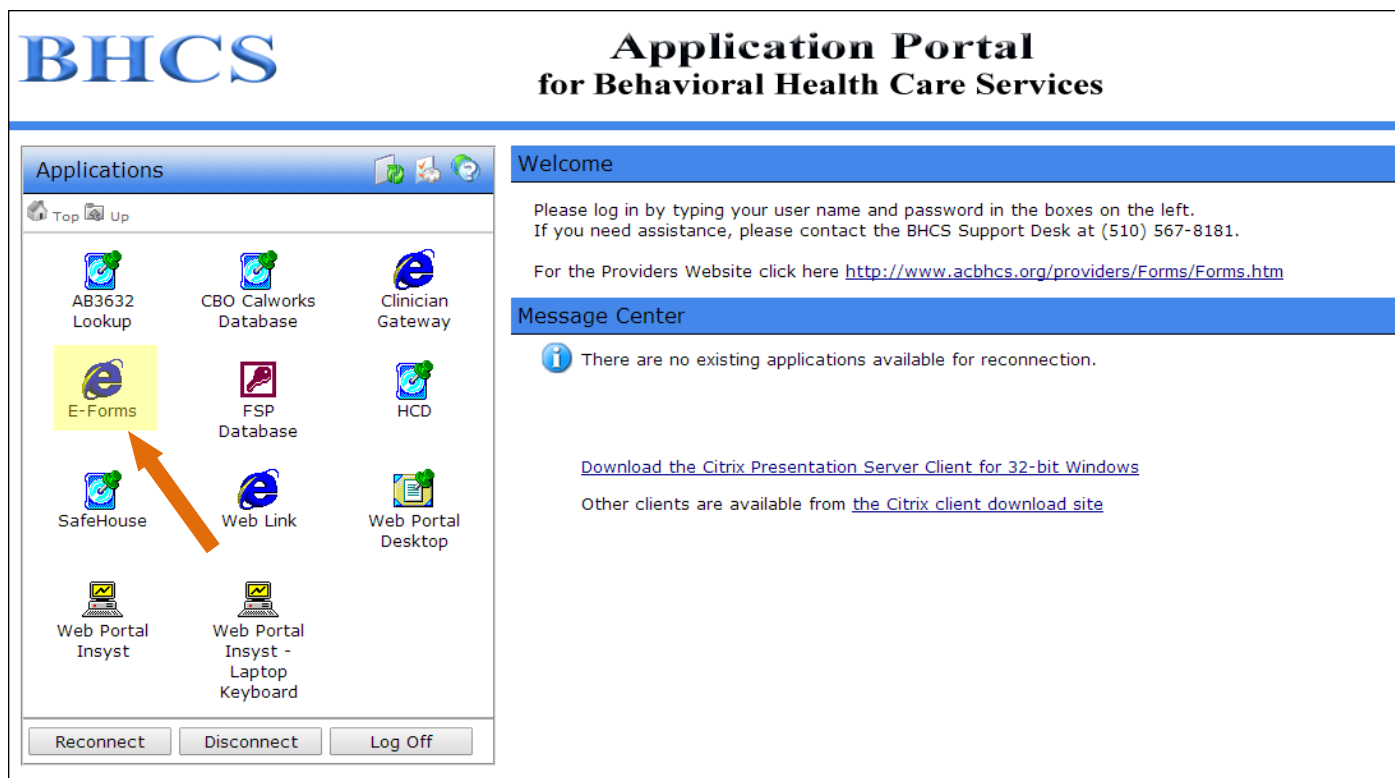 BHCS
Application Portal
for Behavioral Health Care Services
Applications
Top Up
AB3632
Lookup
CBO Calworks
Database
Clinician
Gateway
E-Forms
FSP
Database
HCD
SafeHouse
Web Link
Web Portal
Desktop
Web Portal
Insyst
Web Portal
Insyst -
Laptop
Keyboard
Reconnect
Disconnect
Log Off
Welcome
Please log in by typing your user name and password in the boxes on the left.
If you need assistance, please contact the BHCS Support Desk at (510) 567-8181.
For the Providers Website click here http://www.acbhcs.org/providers/Forms/Forms.htm
Message Center
There are no existing applications available for reconnection.
Download the Citrix Presentation Server Client for 32-bit Windows
Other clients are available from the Citrix client download site